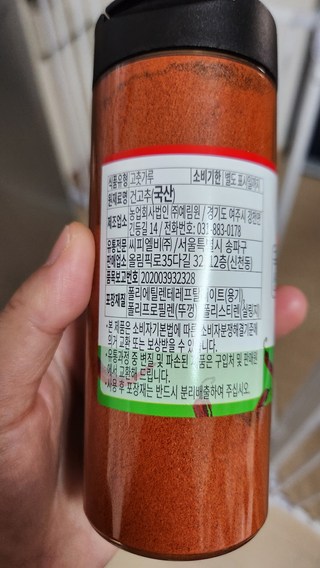 식품유형 고춧가루 소비기한 별도 표시일까지
원재료명 건고추(국산)
제조업소 농업회사법인 ㈜예림원 / 경기도 여주시
간동길 14 / 전화번호: 031-883-0178
유통전문 씨피엘비㈜/서울특별시 송파구
판매업소 올림픽로35다길 32, 12층(신천동)
품목보고번호 202003932328
포장재질 폴리에틸렌테레프탈레이트(용기),
폴리프로필렌(뚜껑), 폴리스티렌(실링지)
•본 제품은 소비자기본법에 따른 소비자분쟁해결기준에
의거 교환 또는 보상받을 수 있습니다.
•유통과정 중 변질 및 파손된 제품은 구입처 및 판매원
에서 교환해 드립니다.
•사용 후 포장재는 반드시 분리배출하여 주십시오.